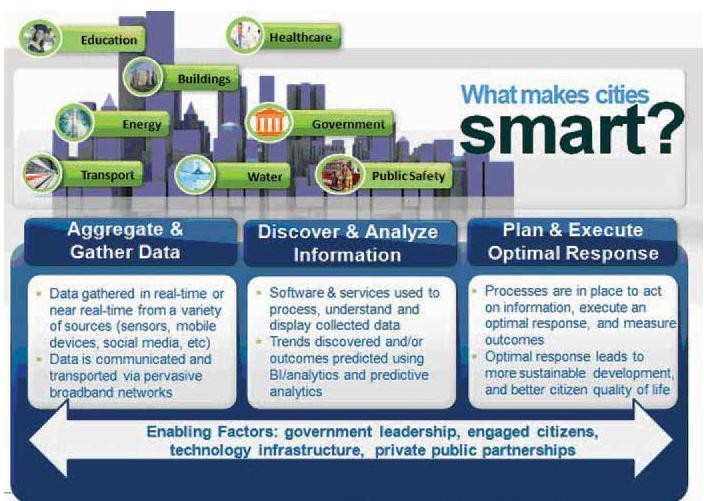 Education
Healthcare
Buildings
Energy
Government
Transport
Water
Public Safety
What makes cities
smart?
Aggregate &
Gather Data
Data gathered in real-time or
near real-time from a variety
of sources (sensors, mobile
devices, social media, etc)
Data is communicated and
transported via pervasive
broadband networks
Discover & Analyze
Information
Software & services used to
process, understand and
display collected data
Trends discovered and/or
outcomes predicted using
BI/analytics and predictive
analytics
Plan & Execute
Optimal Response
Processes are in place to act
on information, execute an
optimal response, and measure
outcomes
Optimal response leads to
more sustainable development,
and better citizen quality of life
Enabling Factors: government leadership, engaged citizens,
technology infrastructure, private public partnerships